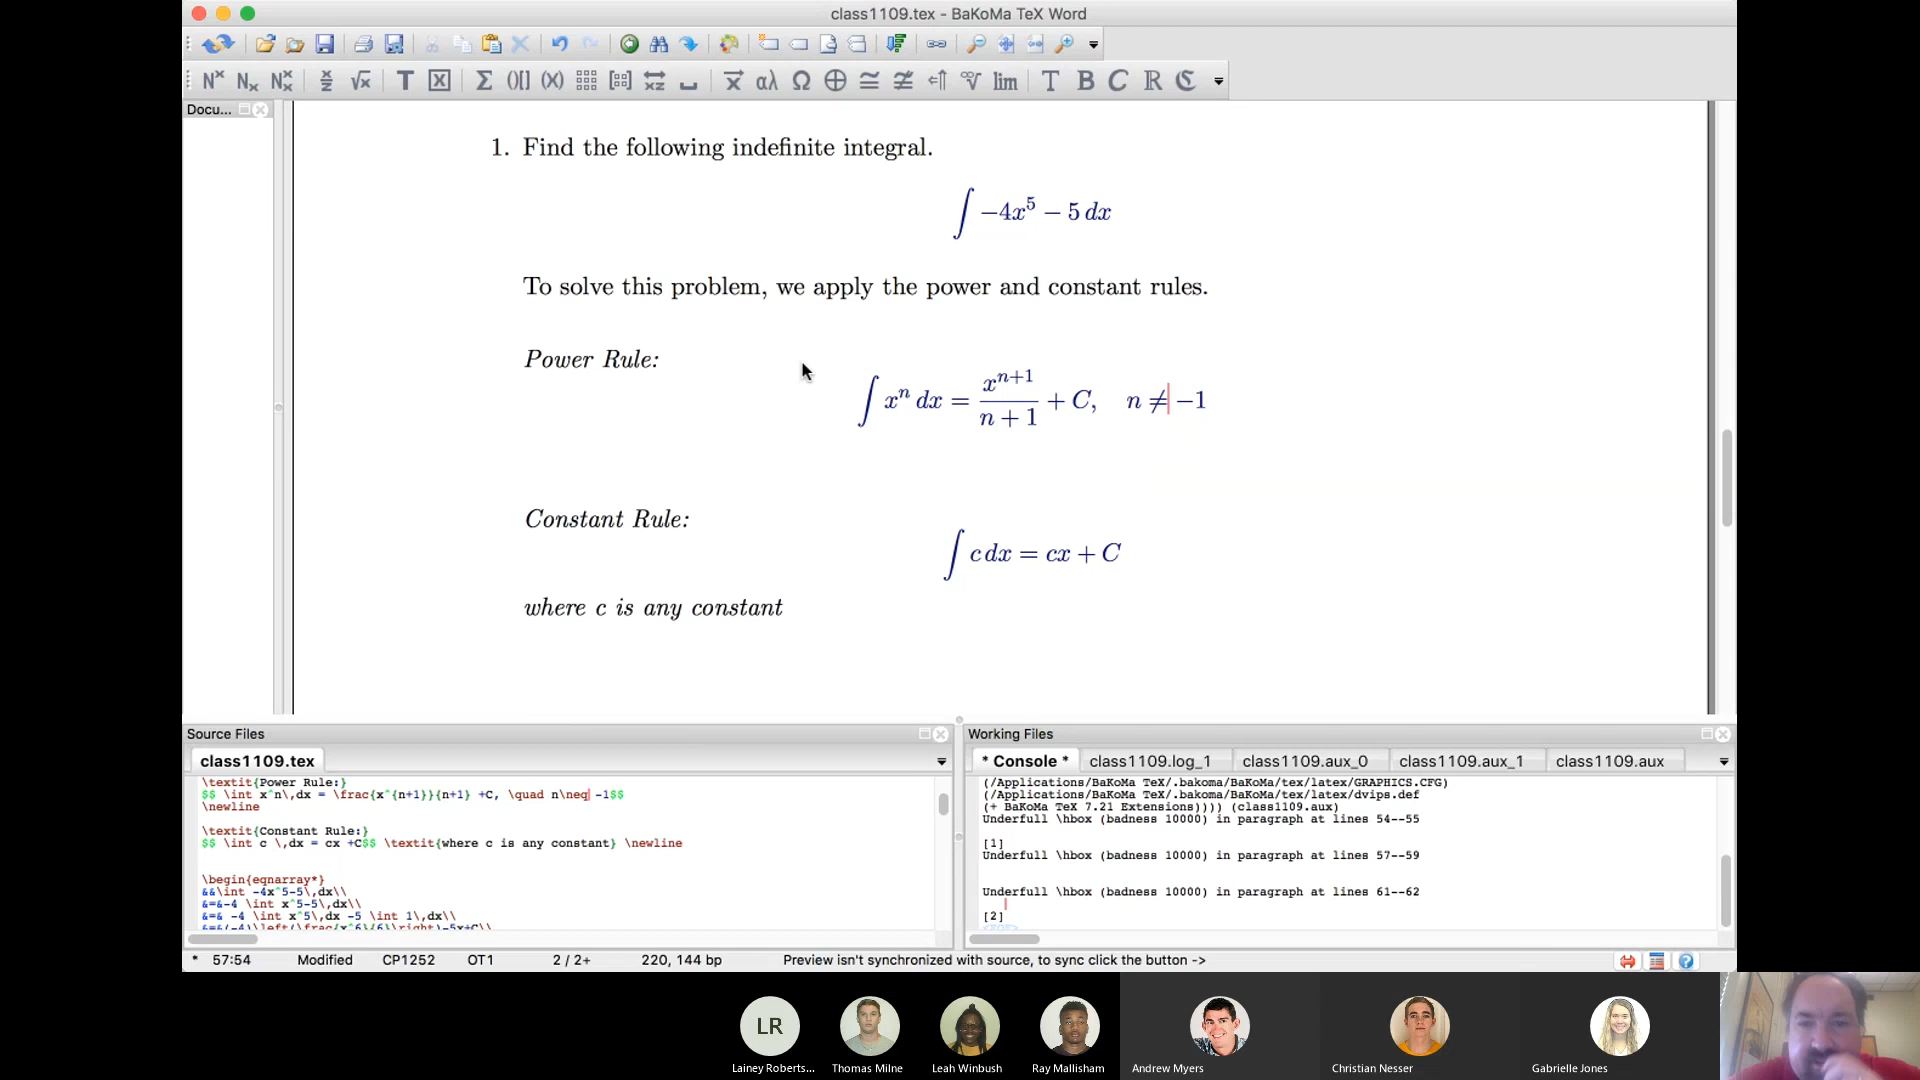 class1109.tex - BaKoMa TeX Word
Docu...
1. Find the following indefinite integral.
∫ −4x⁵ − 5 dx
To solve this problem, we apply the power and constant rules.
Power Rule:
∫ xⁿ dx = xⁿ⁺¹/(n + 1) + C, n ≠ −1
Constant Rule:
∫ c dx = cx + C
where c is any constant
Source Files
class1109.tex
\textit{Power Rule:}
$$ \int x^n\,dx = \frac{x^{n+1}}{n+1} +C, \quad n\neq -1$$
\newline
\textit{Constant Rule:}
$$ \int c \,dx = cx +C$$ \textit{where c is any constant} \newline
\begin{eqnarray*}
&&\int -4x^5-5\,dx\\
&=&-4 \int x^5-5\,dx\\
&=& -4 \int x^5\,dx -5 \int 1\,dx\\
&=&(-4)\left(\frac{x^6}{6}\right)-5x+C\\
Working Files
* Console * class1109.log_1 class1109.aux_0 class1109.aux_1 class1109.aux
(/Applications/BaKoMa TeX/.bakoma/BaKoMa/tex/latex/GRAPHICS.CFG)
(/Applications/BaKoMa TeX/.bakoma/BaKoMa/tex/latex/dvips.def
(+ BaKoMa TeX 7.21 Extensions)))) (class1109.aux)
Underfull \hbox (badness 10000) in paragraph at lines 54--55
[1]
Underfull \hbox (badness 10000) in paragraph at lines 57--59
Underfull \hbox (badness 10000) in paragraph at lines 61--62
[2]
* 57:54 Modified CP1252 OT1 2 / 2+ 220, 144 bp Preview isn't synchronized with source, to sync click the button ->
LR
Lainey Roberts... Thomas Milne Leah Winbush Ray Mallisham Andrew Myers Christian Nesser Gabrielle Jones